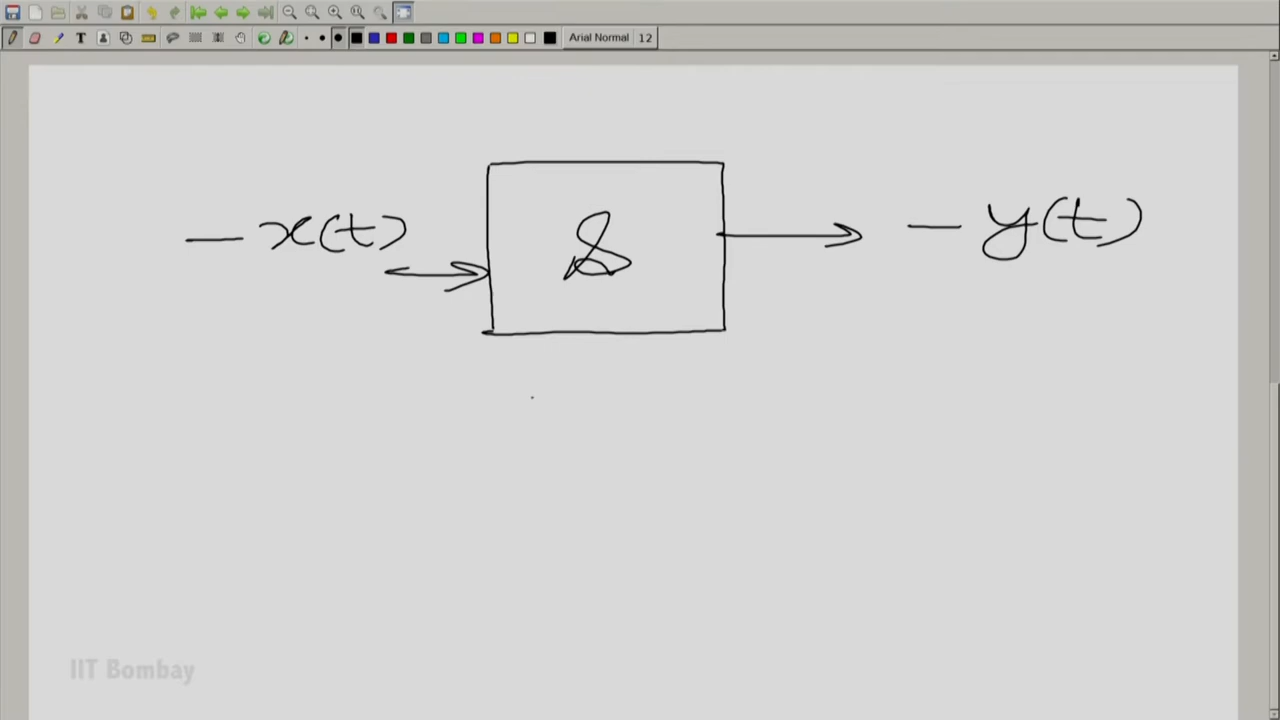 Arial Normal 12
− x(t) S − y(t)
IIT Bombay